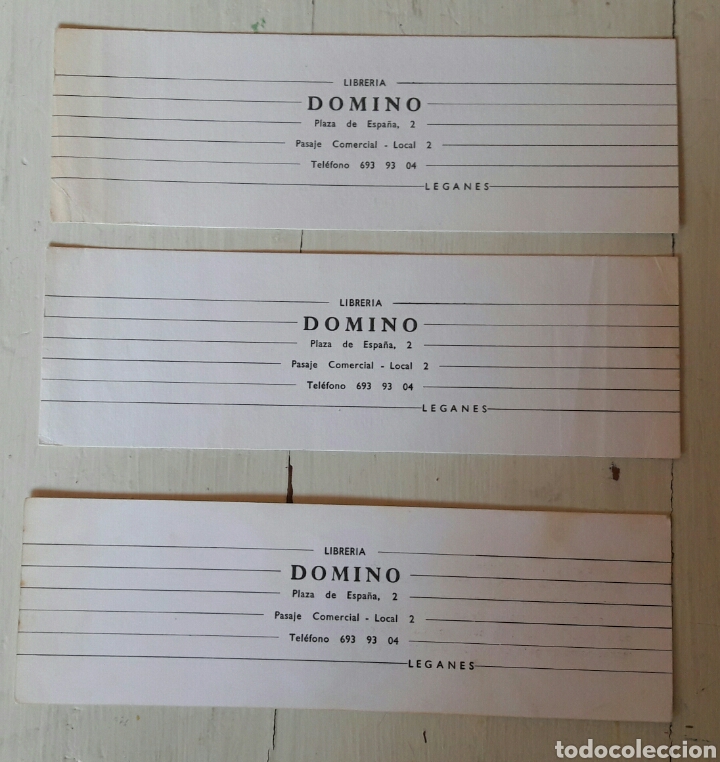 LIBRERIA
DOMINO
Plaza de España, 2
Pasaje Comercial - Local 2
Teléfono 693 93 04
LEGANES
LIBRERIA
DOMINO
Plaza de España, 2
Pasaje Comercial - Local 2
Teléfono 693 93 04
LEGANES
LIBRERIA
DOMINO
Plaza de España, 2
Pasaje Comercial - Local 2
Teléfono 693 93 04
LEGANES
todocoleccion